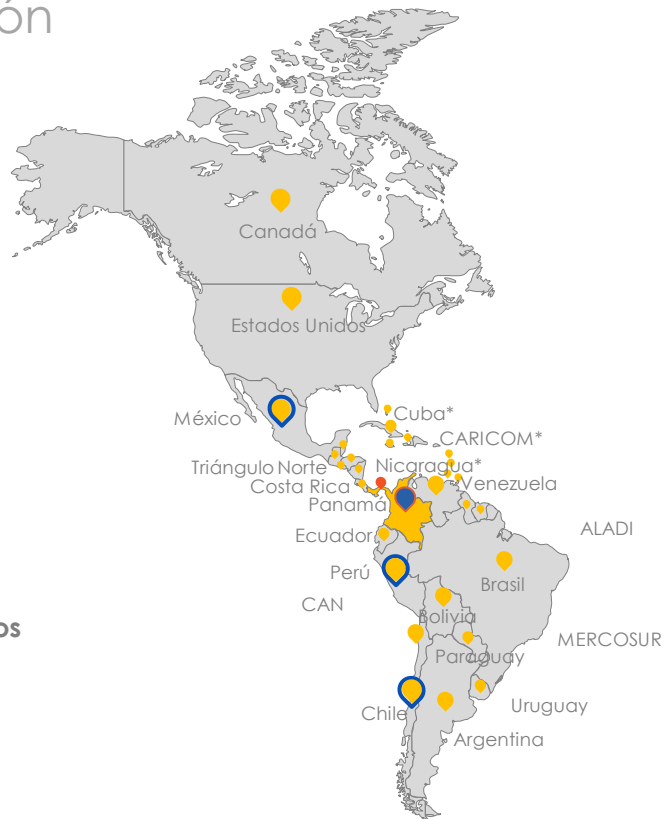 ón
Canadá
Estados Unidos
México
Cuba*
CARICOM*
Triángulo Norte
Nicaragua*
Costa Rica
Venezuela
Panamá
Ecuador
ALADI
Perú
Brasil
CAN
Bolivia
os
MERCOSUR
Paraguay
Uruguay
Chile
Argentina